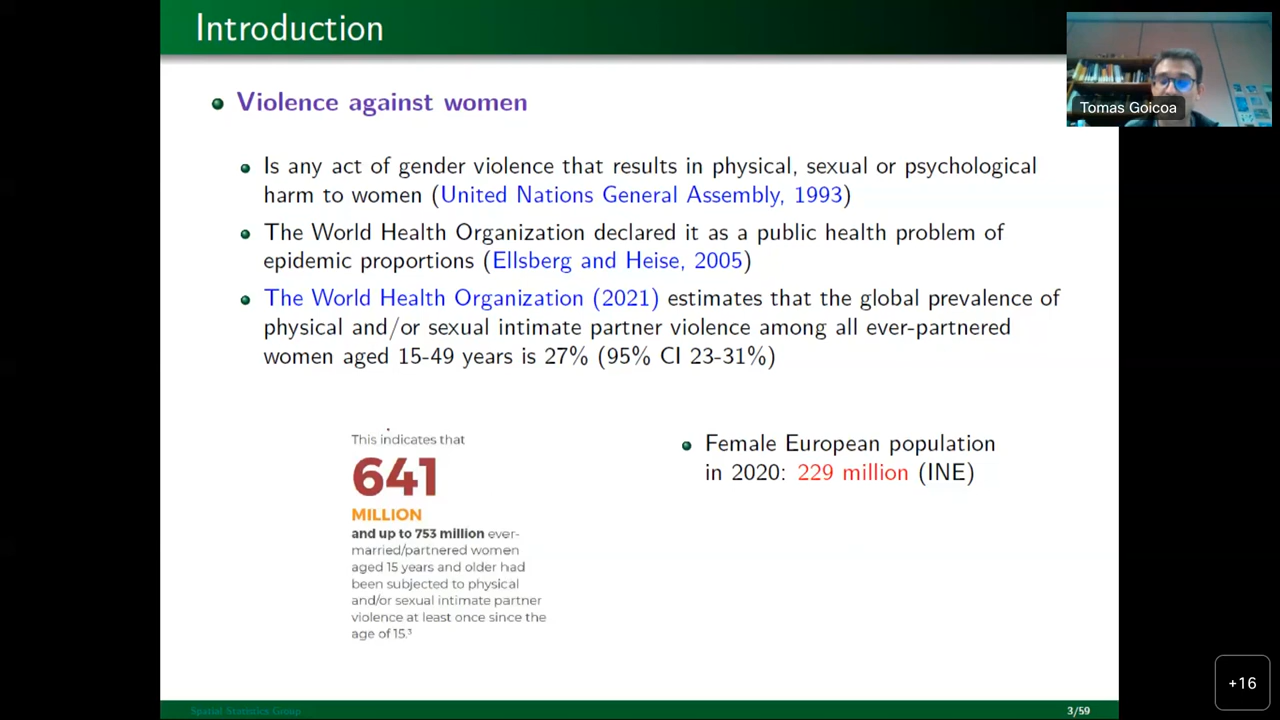 Introduction
Tomas Goicoa
Violence against women
Is any act of gender violence that results in physical, sexual or psychological
harm to women (United Nations General Assembly, 1993)
The World Health Organization declared it as a public health problem of
epidemic proportions (Ellsberg and Heise, 2005)
The World Health Organization (2021) estimates that the global prevalence of
physical and/or sexual intimate partner violence among all ever-partnered
women aged 15-49 years is 27% (95% CI 23-31%)
This indicates that
641
MILLION
and up to 753 million ever-
married/partnered women
aged 15 years and older had
been subjected to physical
and/or sexual intimate partner
violence at least once since the
age of 15.³
Female European population
in 2020: 229 million (INE)
Spatial Statistics Group
3/59
+16